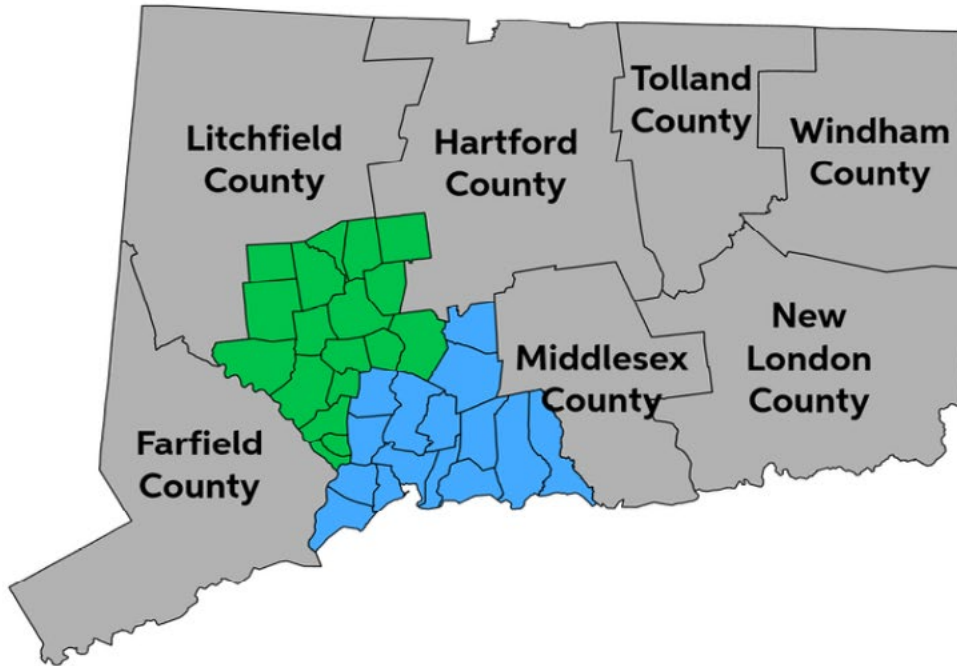 Litchfield
County
Hartford
County
Tolland
County
Windham
County
Farfield
County
Middlesex
County
New
London
County